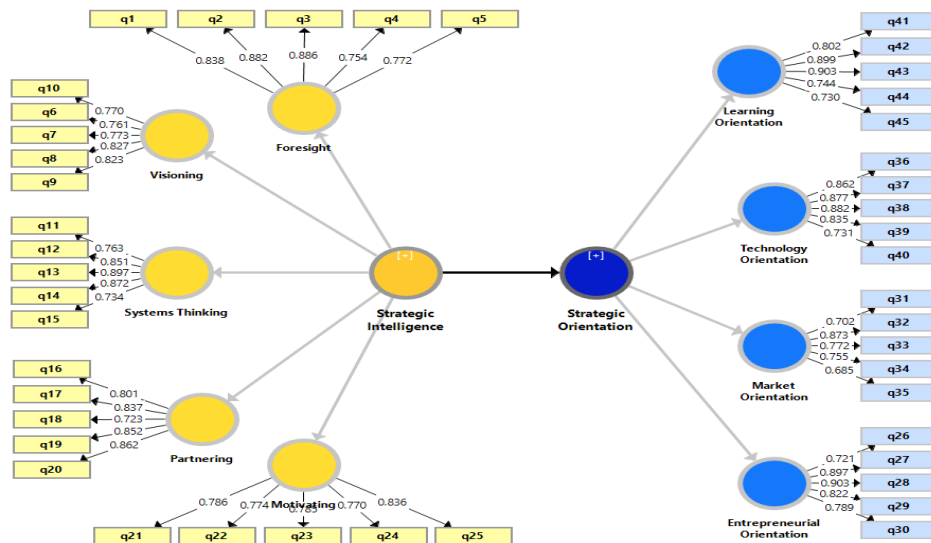 q1
q2
q3
q4
q5
0.838
0.882
0.886
0.754
0.772
Foresight
q10
q6
q7
q8
q9
0.770
0.761
0.773
0.827
0.823
Visioning
q11
q12
q13
q14
q15
0.763
0.851
0.897
0.872
0.734
Systems Thinking
q16
q17
q18
q19
q20
0.801
0.837
0.723
0.852
0.862
Partnering
Motivating
0.786
0.774
0.785
0.770
0.836
q21
q22
q23
q24
q25
[+]
Strategic
Intelligence
[+]
Strategic
Orientation
q41
q42
q43
q44
q45
0.802
0.899
0.903
0.744
0.730
Learning
Orientation
q36
q37
q38
q39
q40
0.862
0.877
0.882
0.835
0.731
Technology
Orientation
q31
q32
q33
q34
q35
0.702
0.873
0.772
0.755
0.685
Market
Orientation
q26
q27
q28
q29
q30
0.721
0.897
0.903
0.822
0.789
Entrepreneurial
Orientation